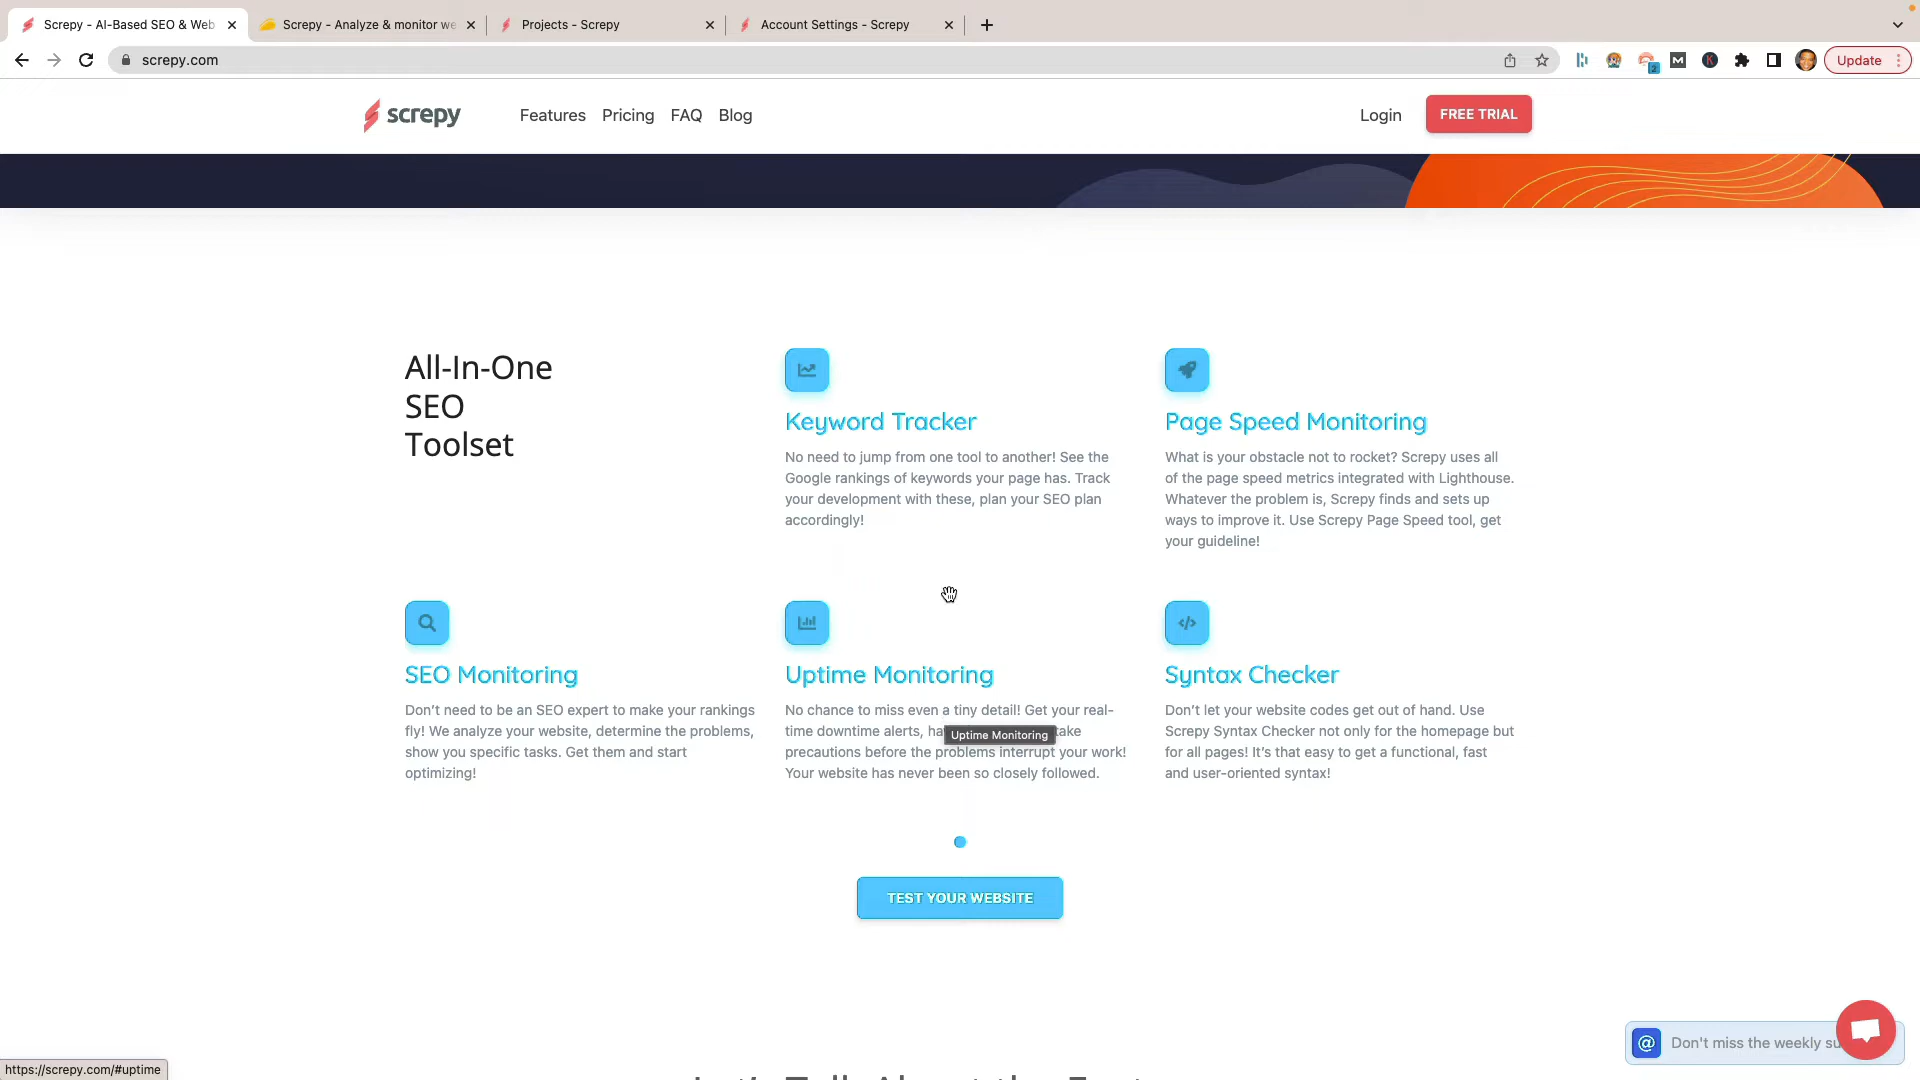 Screpy - AI-Based SEO & Web
Screpy - Analyze & monitor we
Projects - Screpy
Account Settings - Screpy
screpy.com
2
M
K
Update
screpy
Features
Pricing
FAQ
Blog
Login
FREE TRIAL
All-In-One
SEO
Toolset
Keyword Tracker
No need to jump from one tool to another! See the
Google rankings of keywords your page has. Track
your development with these, plan your SEO plan
accordingly!
Page Speed Monitoring
What is your obstacle not to rocket? Screpy uses all
of the page speed metrics integrated with Lighthouse.
Whatever the problem is, Screpy finds and sets up
ways to improve it. Use Screpy Page Speed tool, get
your guideline!
SEO Monitoring
Don't need to be an SEO expert to make your rankings
fly! We analyze your website, determine the problems,
show you specific tasks. Get them and start
optimizing!
Uptime Monitoring
No chance to miss even a tiny detail! Get your real-
time downtime alerts, take
Uptime Monitoring
precautions before the problems interrupt your work!
Your website has never been so closely followed.
Syntax Checker
Don't let your website codes get out of hand. Use
Screpy Syntax Checker not only for the homepage but
for all pages! It's that easy to get a functional, fast
and user-oriented syntax!
TEST YOUR WEBSITE
@ Don't miss the weekly
https://screpy.com/#uptime